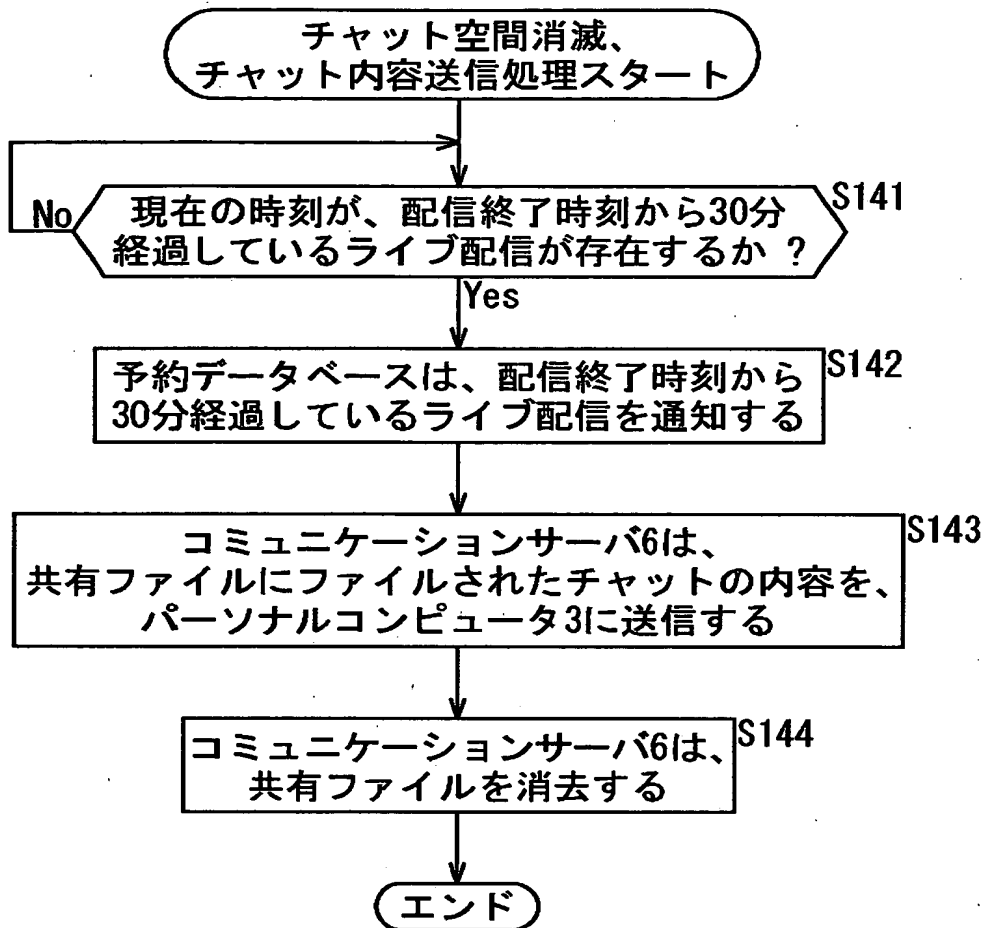 チャット空間消滅、
チャット内容送信処理スタート
No
現在の時刻が、配信終了時刻から30分
経過しているライブ配信が存在するか ?
S141
Yes
予約データベースは、配信終了時刻から
30分経過しているライブ配信を通知する
S142
コミュニケーションサーバ6は、
共有ファイルにファイルされたチャットの内容を、
パーソナルコンピュータ3に送信する
S143
コミュニケーションサーバ6は、
共有ファイルを消去する
S144
エンド